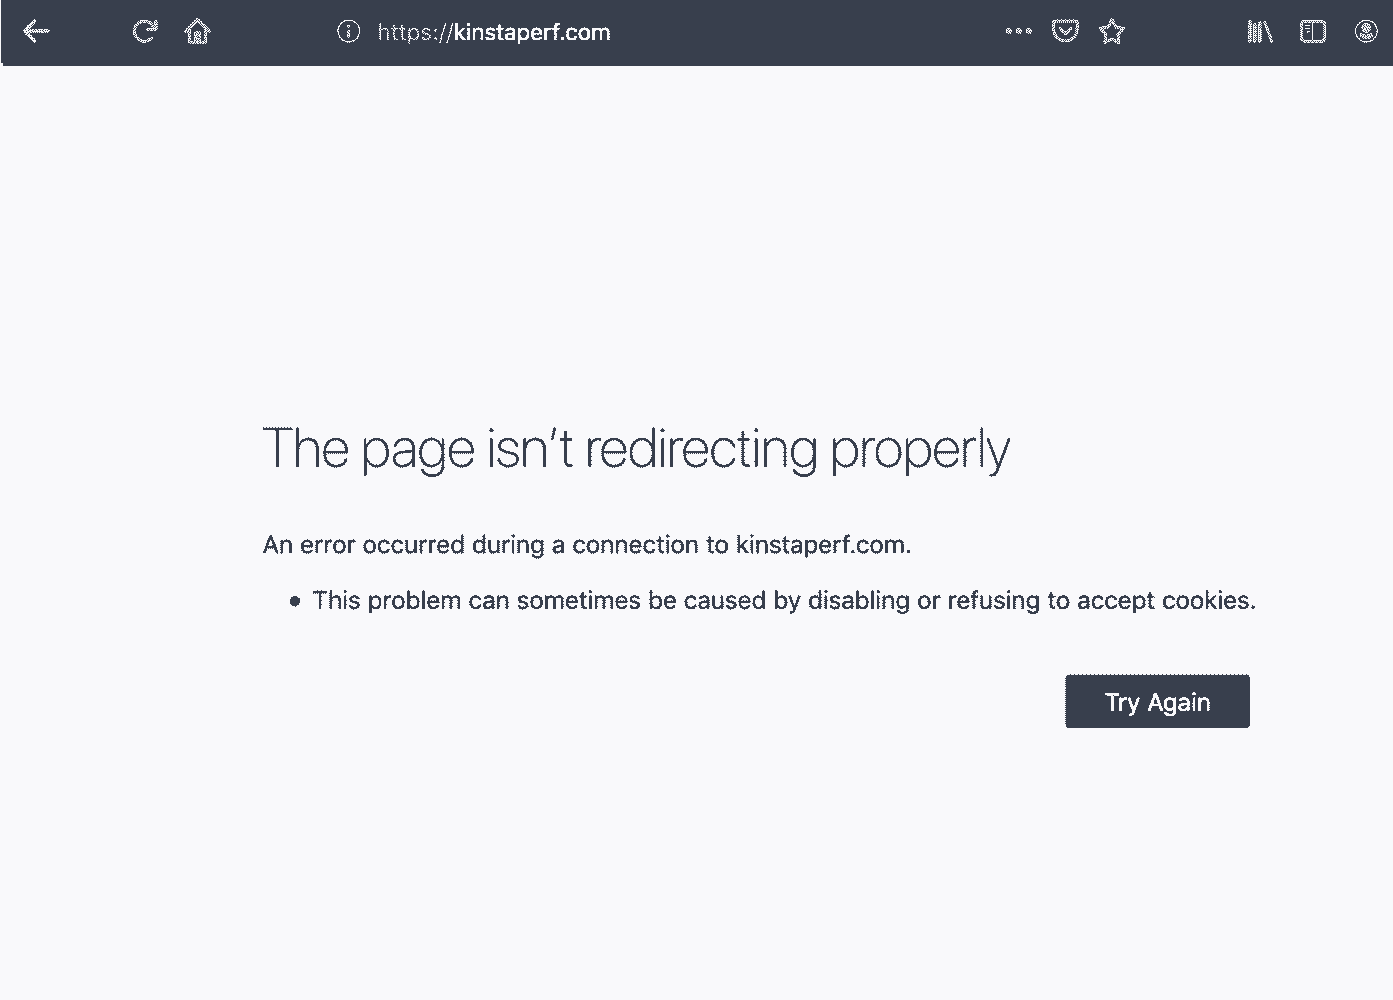 https://kinstaperf.com
The page isn’t redirecting properly
An error occurred during a connection to kinstaperf.com.
• This problem can sometimes be caused by disabling or refusing to accept cookies.
Try Again